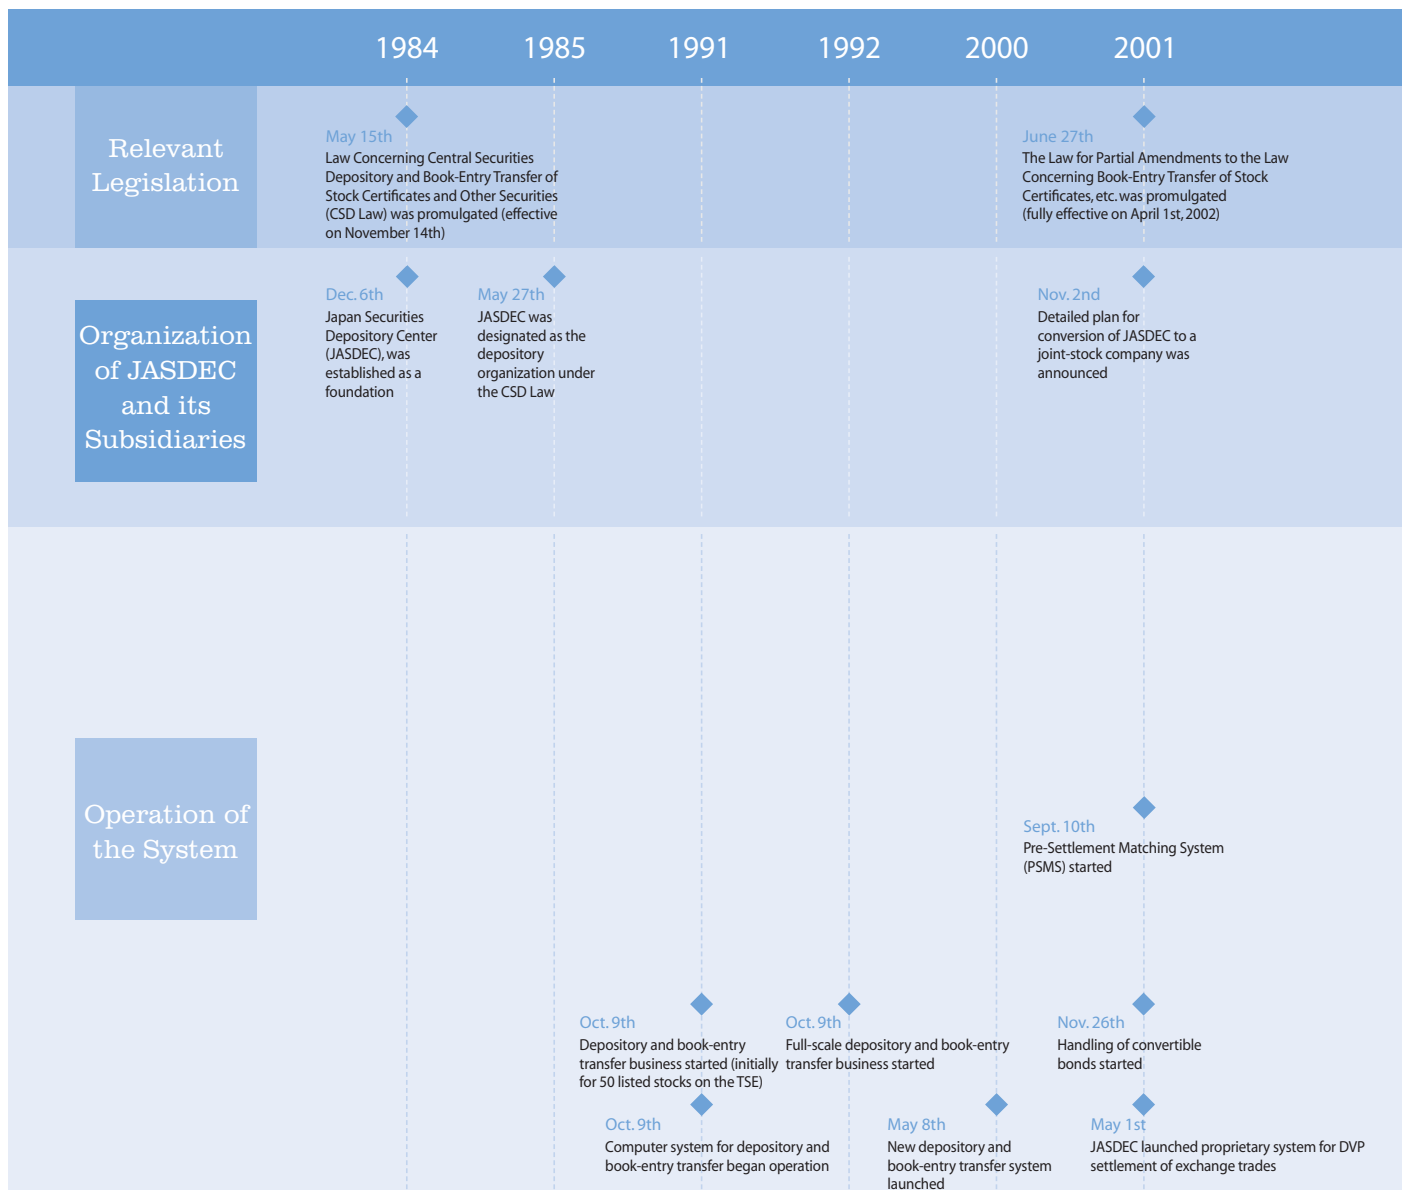 1984 1985 1991 1992 2000 2001
Relevant
Legislation
May 15th
Law Concerning Central Securities
Depository and Book-Entry Transfer of
Stock Certificates and Other Securities
(CSD Law) was promulgated (effective
on November 14th)
June 27th
The Law for Partial Amendments to the Law
Concerning Book-Entry Transfer of Stock
Certificates, etc. was promulgated
(fully effective on April 1st, 2002)
Organization
of JASDEC
and its
Subsidiaries
Dec. 6th
Japan Securities
Depository Center
(JASDEC), was
established as a
foundation
May 27th
JASDEC was
designated as the
depository
organization under
the CSD Law
Nov. 2nd
Detailed plan for
conversion of JASDEC to a
joint-stock company was
announced
Operation of
the System
Sept. 10th
Pre-Settlement Matching System
(PSMS) started
Oct. 9th
Depository and book-entry
transfer business started (initially
for 50 listed stocks on the TSE)
Oct. 9th
Full-scale depository and book-entry
transfer business started
Nov. 26th
Handling of convertible
bonds started
Oct. 9th
Computer system for depository and
book-entry transfer began operation
May 8th
New depository and
book-entry transfer system
launched
May 1st
JASDEC launched proprietary system for DVP
settlement of exchange trades